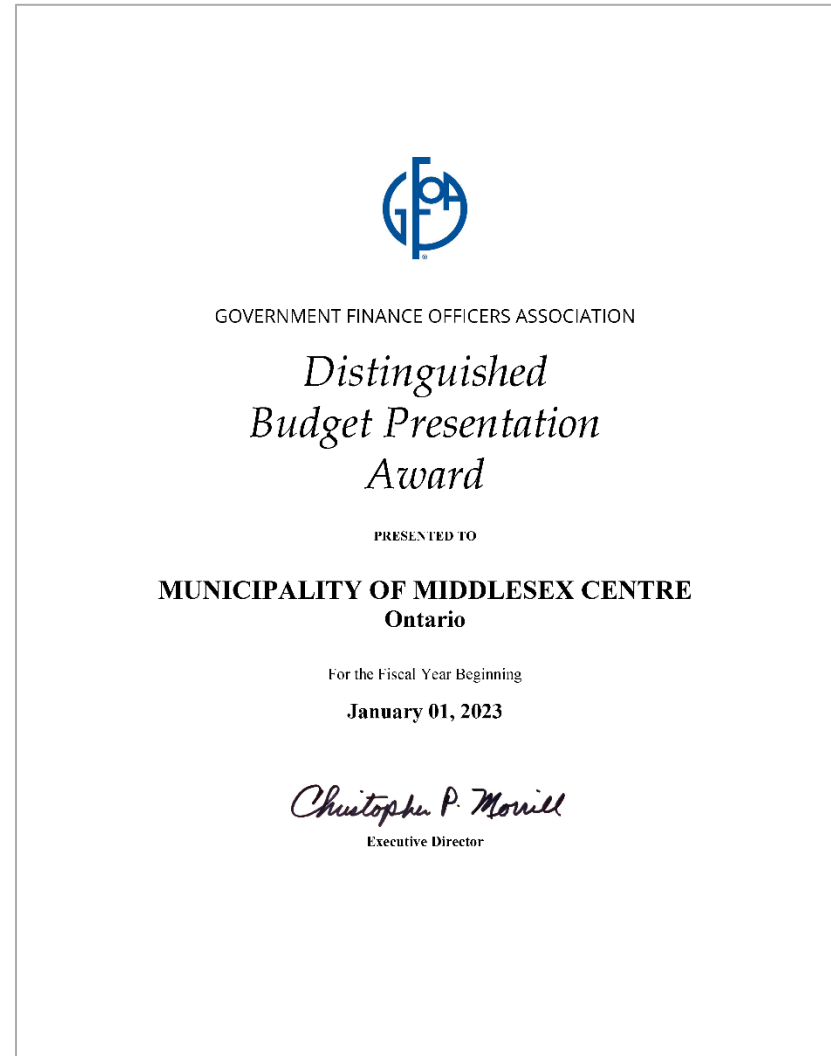 GFOA
GOVERNMENT FINANCE OFFICERS ASSOCIATION
Distinguished
Budget Presentation
Award
PRESENTED TO
MUNICIPALITY OF MIDDLESEX CENTRE
Ontario
For the Fiscal Year Beginning
January 01, 2023
Christopher P. Morrill
Executive Director